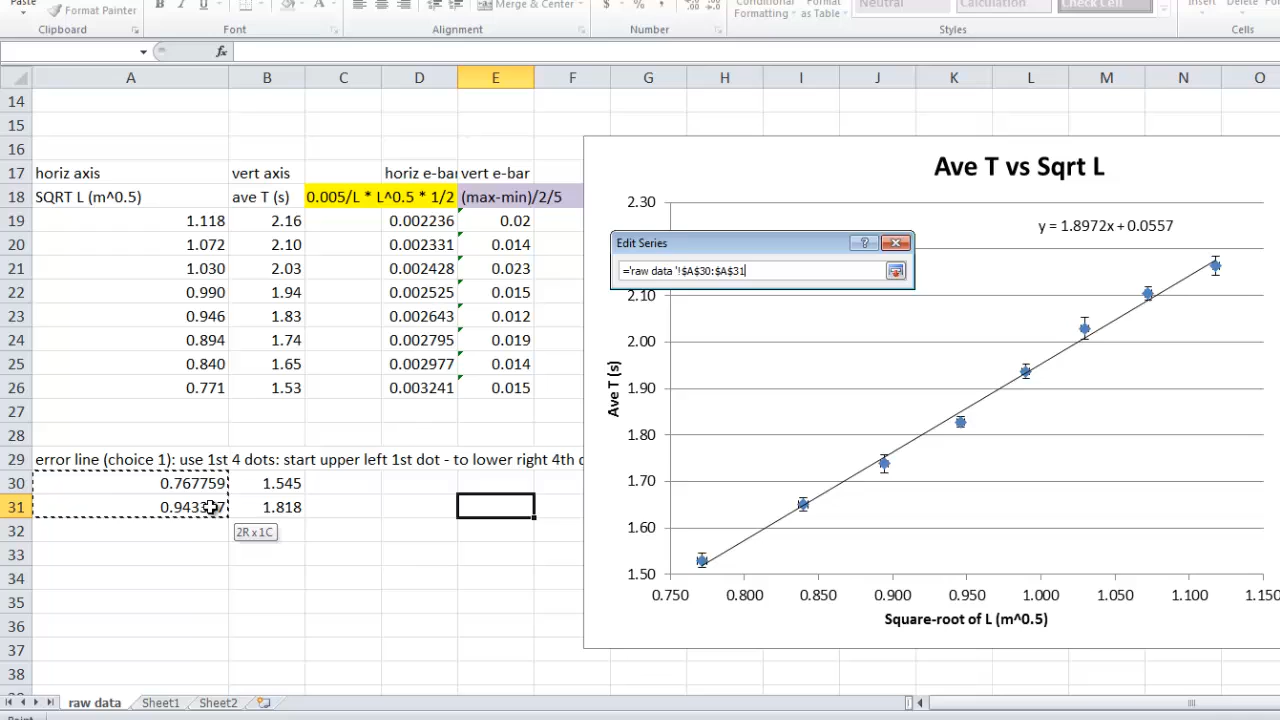 Paste
Format Painter
B I U
Merge & Center
$ % ,
Conditional Formatting
Format as Table
Neutral
Calculation
Check Cell
Insert Delete
Clipboard
Font
Alignment
Number
Styles
Cells
fx
A B C D E F G H I J K L M N O
14
15
16
17 horiz axis vert axis horiz e-bar vert e-bar
18 SQRT L (m^0.5) ave T (s) 0.005/L * L^0.5 * 1/2 (max-min)/2/5
19 1.118 2.16 0.002236 0.02
20 1.072 2.10 0.002331 0.014
21 1.030 2.03 0.002428 0.023
22 0.990 1.94 0.002525 0.015
23 0.946 1.83 0.002643 0.012
24 0.894 1.74 0.002795 0.019
25 0.840 1.65 0.002977 0.014
26 0.771 1.53 0.003241 0.015
27
28
29 error line (choice 1): use 1st 4 dots: start upper left 1st dot - to lower right 4th
30 0.767759 1.545
31 1.818
32
33
34
35
36
37
38
2R x 1C
Ave T vs Sqrt L
y = 1.8972x + 0.0557
Edit Series
='raw data '!$A$30:$A$31
2.30
2.10
2.00
1.90
1.80
1.70
1.60
1.50
Ave T (s)
0.750 0.800 0.850 0.900 0.950 1.000 1.050 1.100 1.150
Square-root of L (m^0.5)
raw data Sheet1 Sheet2